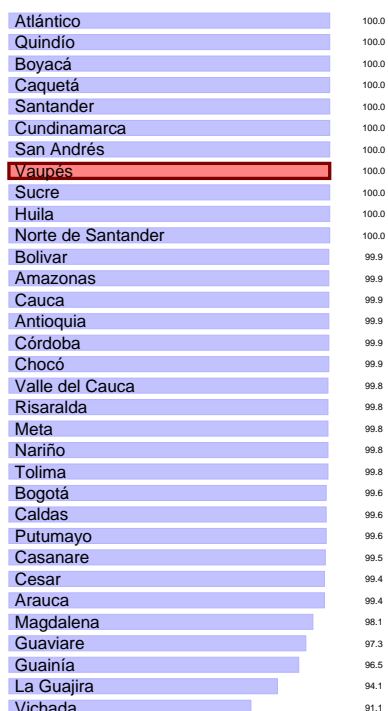 Atlántico 100.0
Quindío 100.0
Boyacá 100.0
Caquetá 100.0
Santander 100.0
Cundinamarca 100.0
San Andrés 100.0
Vaupés 100.0
Sucre 100.0
Huila 100.0
Norte de Santander 100.0
Bolivar 99.9
Amazonas 99.9
Cauca 99.9
Antioquia 99.9
Córdoba 99.9
Chocó 99.9
Valle del Cauca 99.8
Risaralda 99.8
Meta 99.8
Nariño 99.8
Tolima 99.8
Bogotá 99.6
Caldas 99.6
Putumayo 99.6
Casanare 99.5
Cesar 99.4
Arauca 99.4
Magdalena 98.1
Guaviare 97.3
Guainía 96.5
La Guajira 94.1
Vichada 91.1